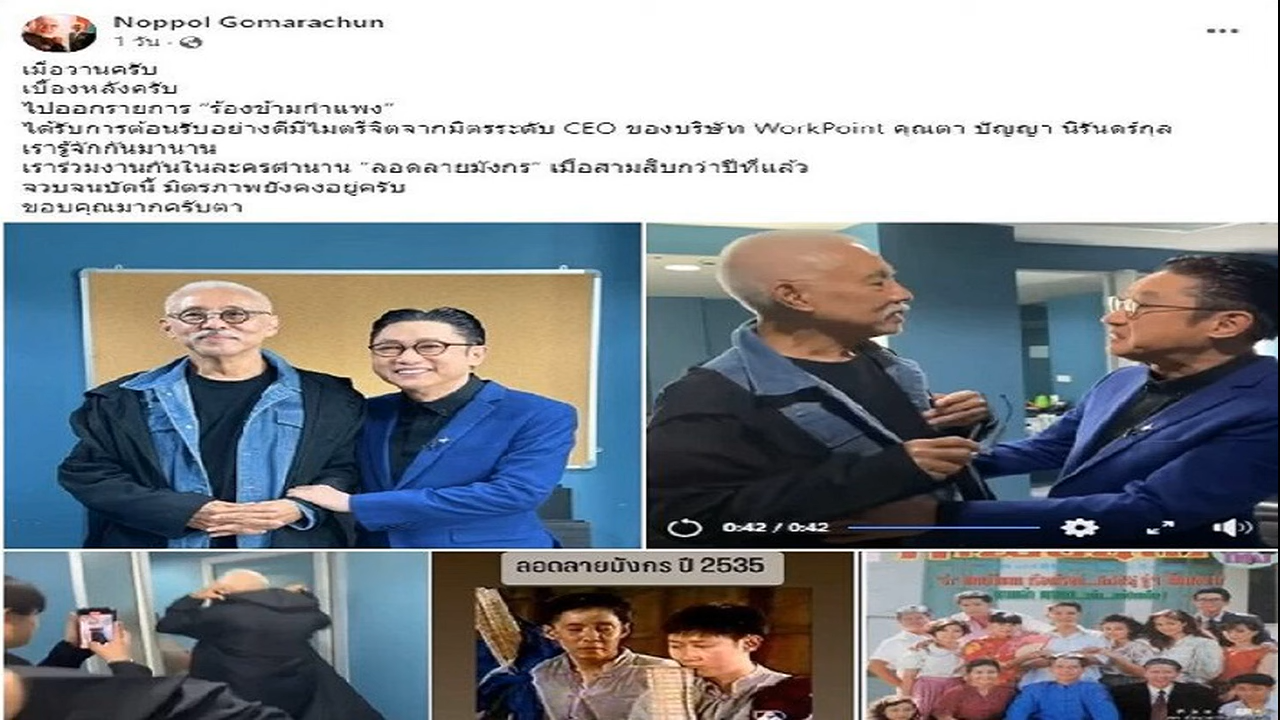 Noppol Gomarachun
1 วัน ·
เมื่อวานครับ
เบื้องหลังครับ
ไปออกรายการ “ร้องข้ามกำแพง”
ได้รับการต้อนรับอย่างดีมีไมตรีจิตจากมิตรระดับ CEO ของบริษัท WorkPoint คุณตา ปัญญา นิรันดร์กุล
เรารู้จักกันมานาน
เราร่วมงานกันในละครตำนาน “ลอดลายมังกร” เมื่อสามสิบกว่าปีที่แล้ว
จวบจนบัดนี้ มิตรภาพยังคงอยู่ครับ
ขอบคุณมากครับตา
0:42 / 0:42
ลอดลายมังกร ปี 2535